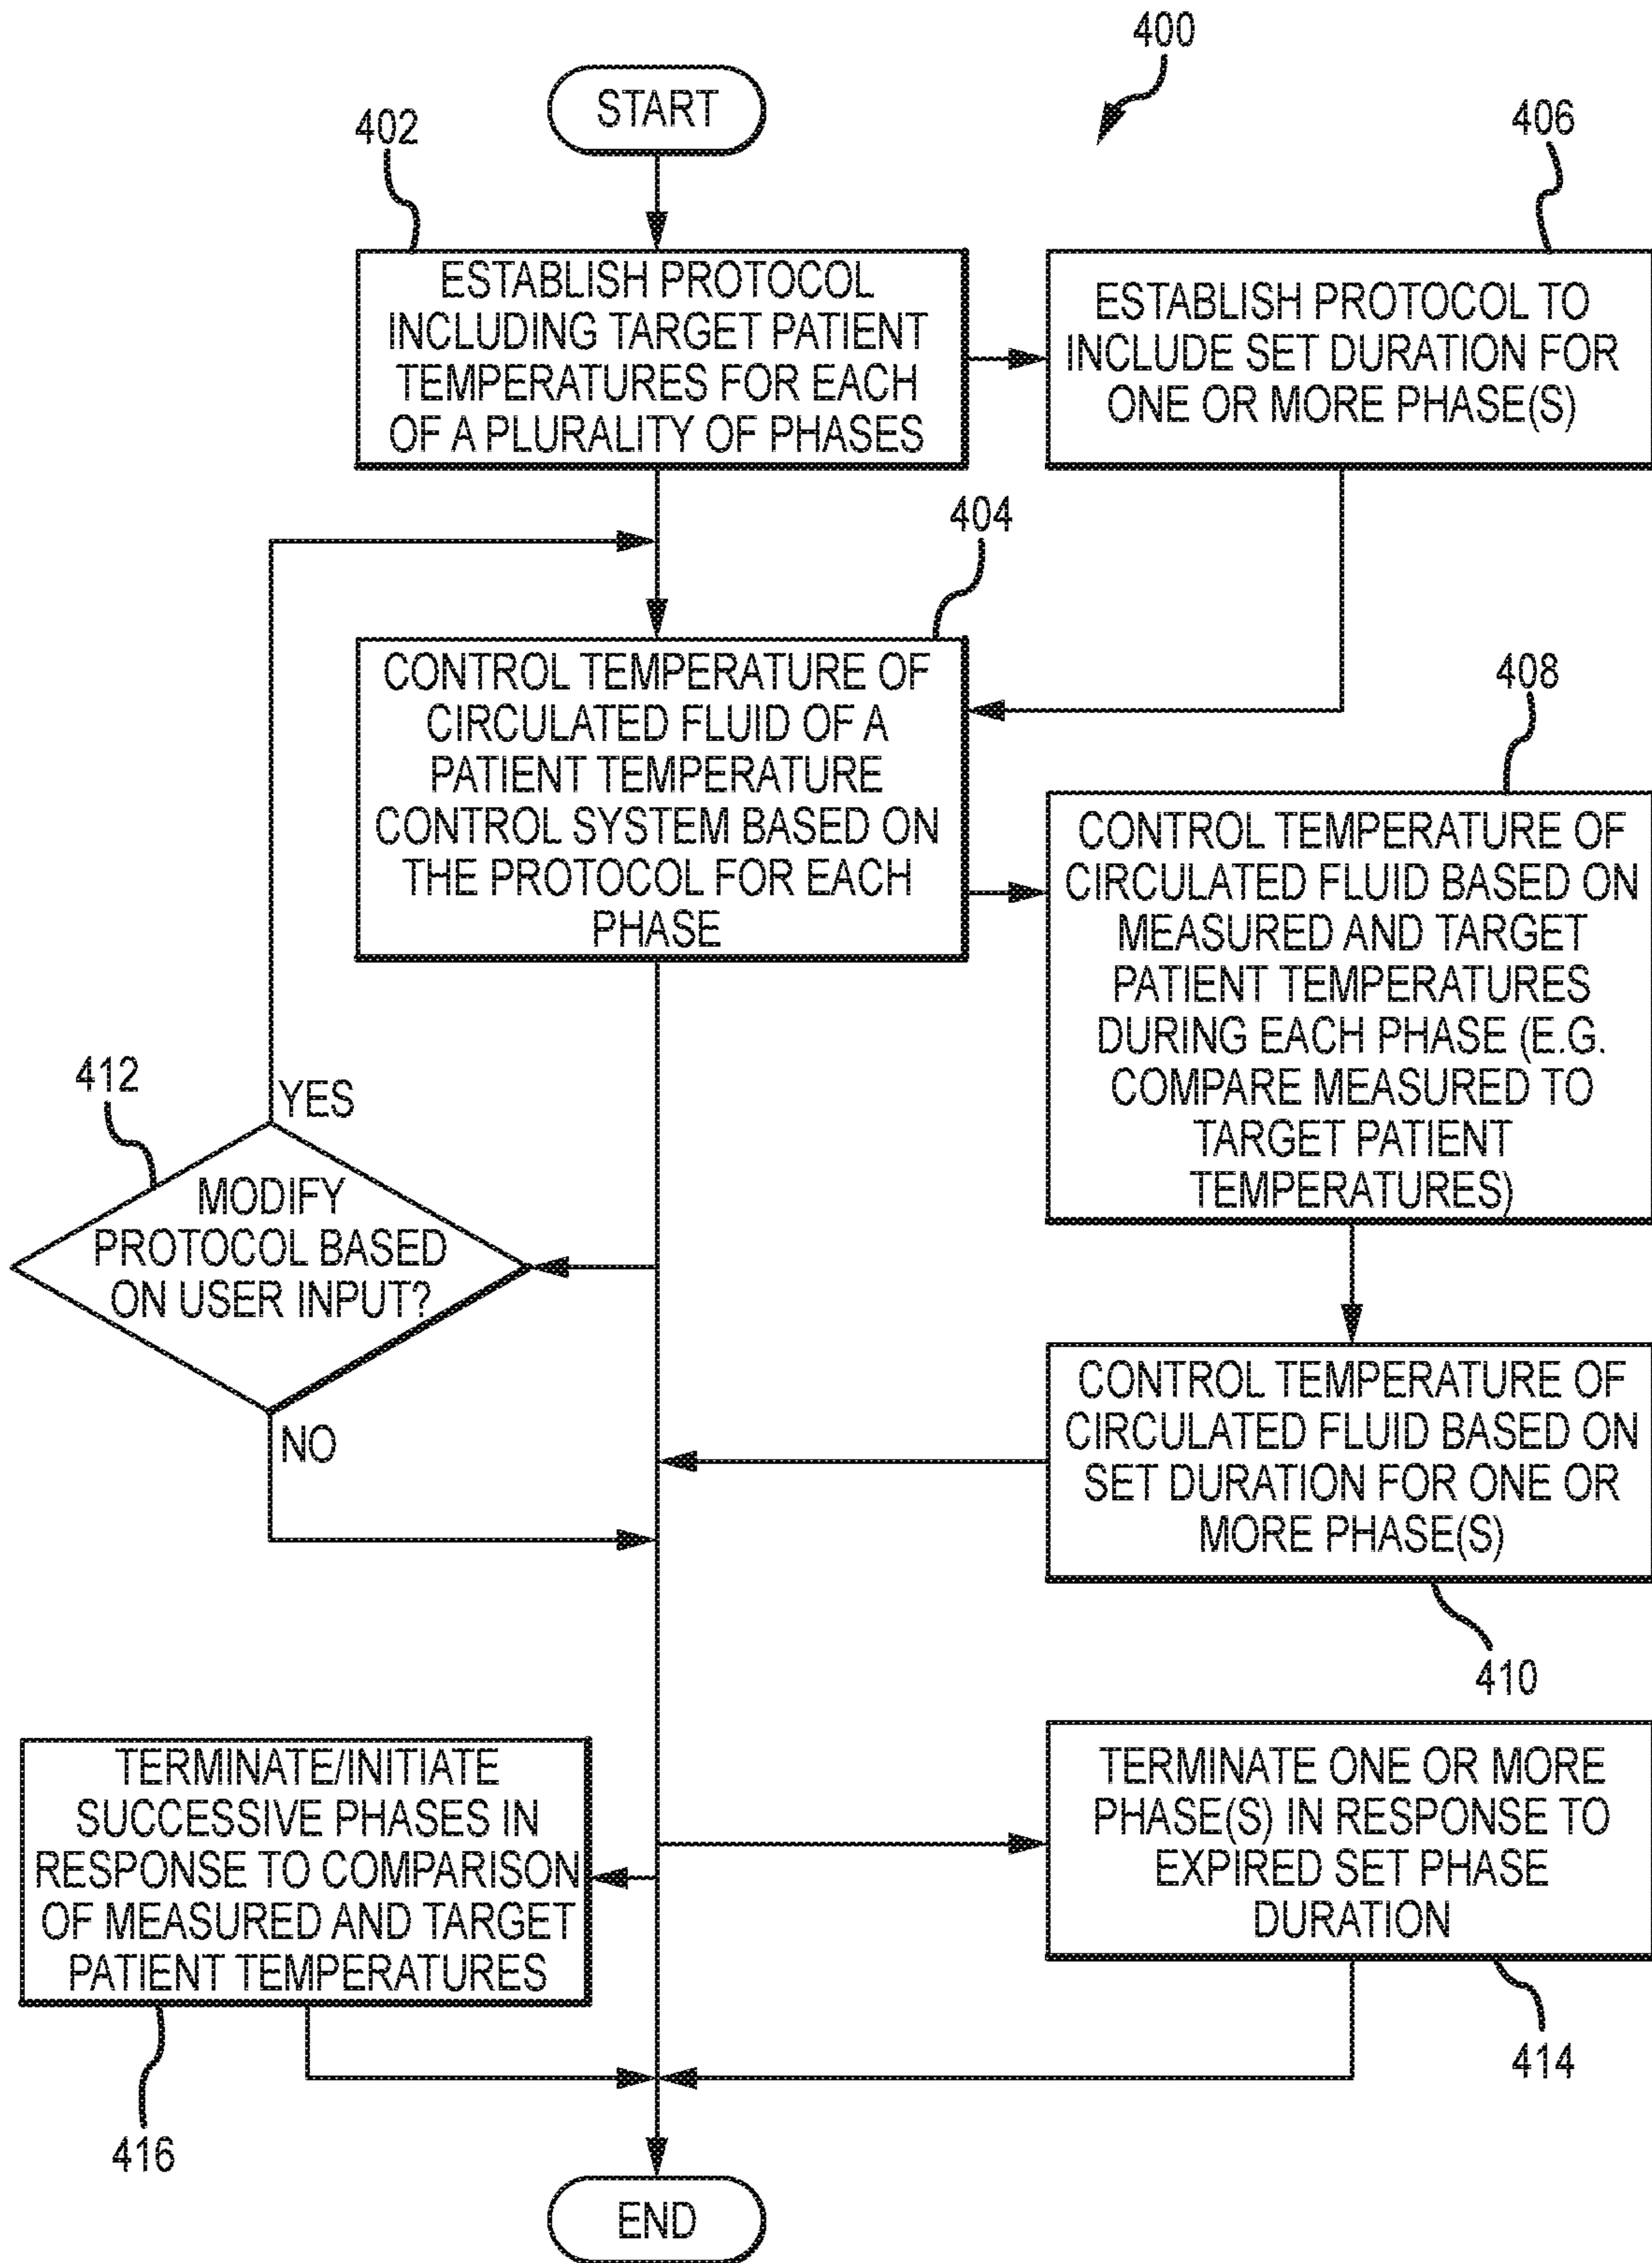 400
START
402
406
ESTABLISH PROTOCOL
INCLUDING TARGET PATIENT
TEMPERATURES FOR EACH
OF A PLURALITY OF PHASES
ESTABLISH PROTOCOL TO
INCLUDE SET DURATION FOR
ONE OR MORE PHASE(S)
404
CONTROL TEMPERATURE OF
CIRCULATED FLUID OF A
PATIENT TEMPERATURE
CONTROL SYSTEM BASED ON
THE PROTOCOL FOR EACH
PHASE
408
CONTROL TEMPERATURE OF
CIRCULATED FLUID BASED ON
MEASURED AND TARGET
PATIENT TEMPERATURES
DURING EACH PHASE (E.G.
COMPARE MEASURED TO
TARGET PATIENT
TEMPERATURES)
412
YES
MODIFY
PROTOCOL BASED
ON USER INPUT?
NO
CONTROL TEMPERATURE OF
CIRCULATED FLUID BASED ON
SET DURATION FOR ONE OR
MORE PHASE(S)
410
TERMINATE/INITIATE
SUCCESSIVE PHASES IN
RESPONSE TO COMPARISON
OF MEASURED AND TARGET
PATIENT TEMPERATURES
416
TERMINATE ONE OR MORE
PHASE(S) IN RESPONSE TO
EXPIRED SET PHASE
DURATION
414
END